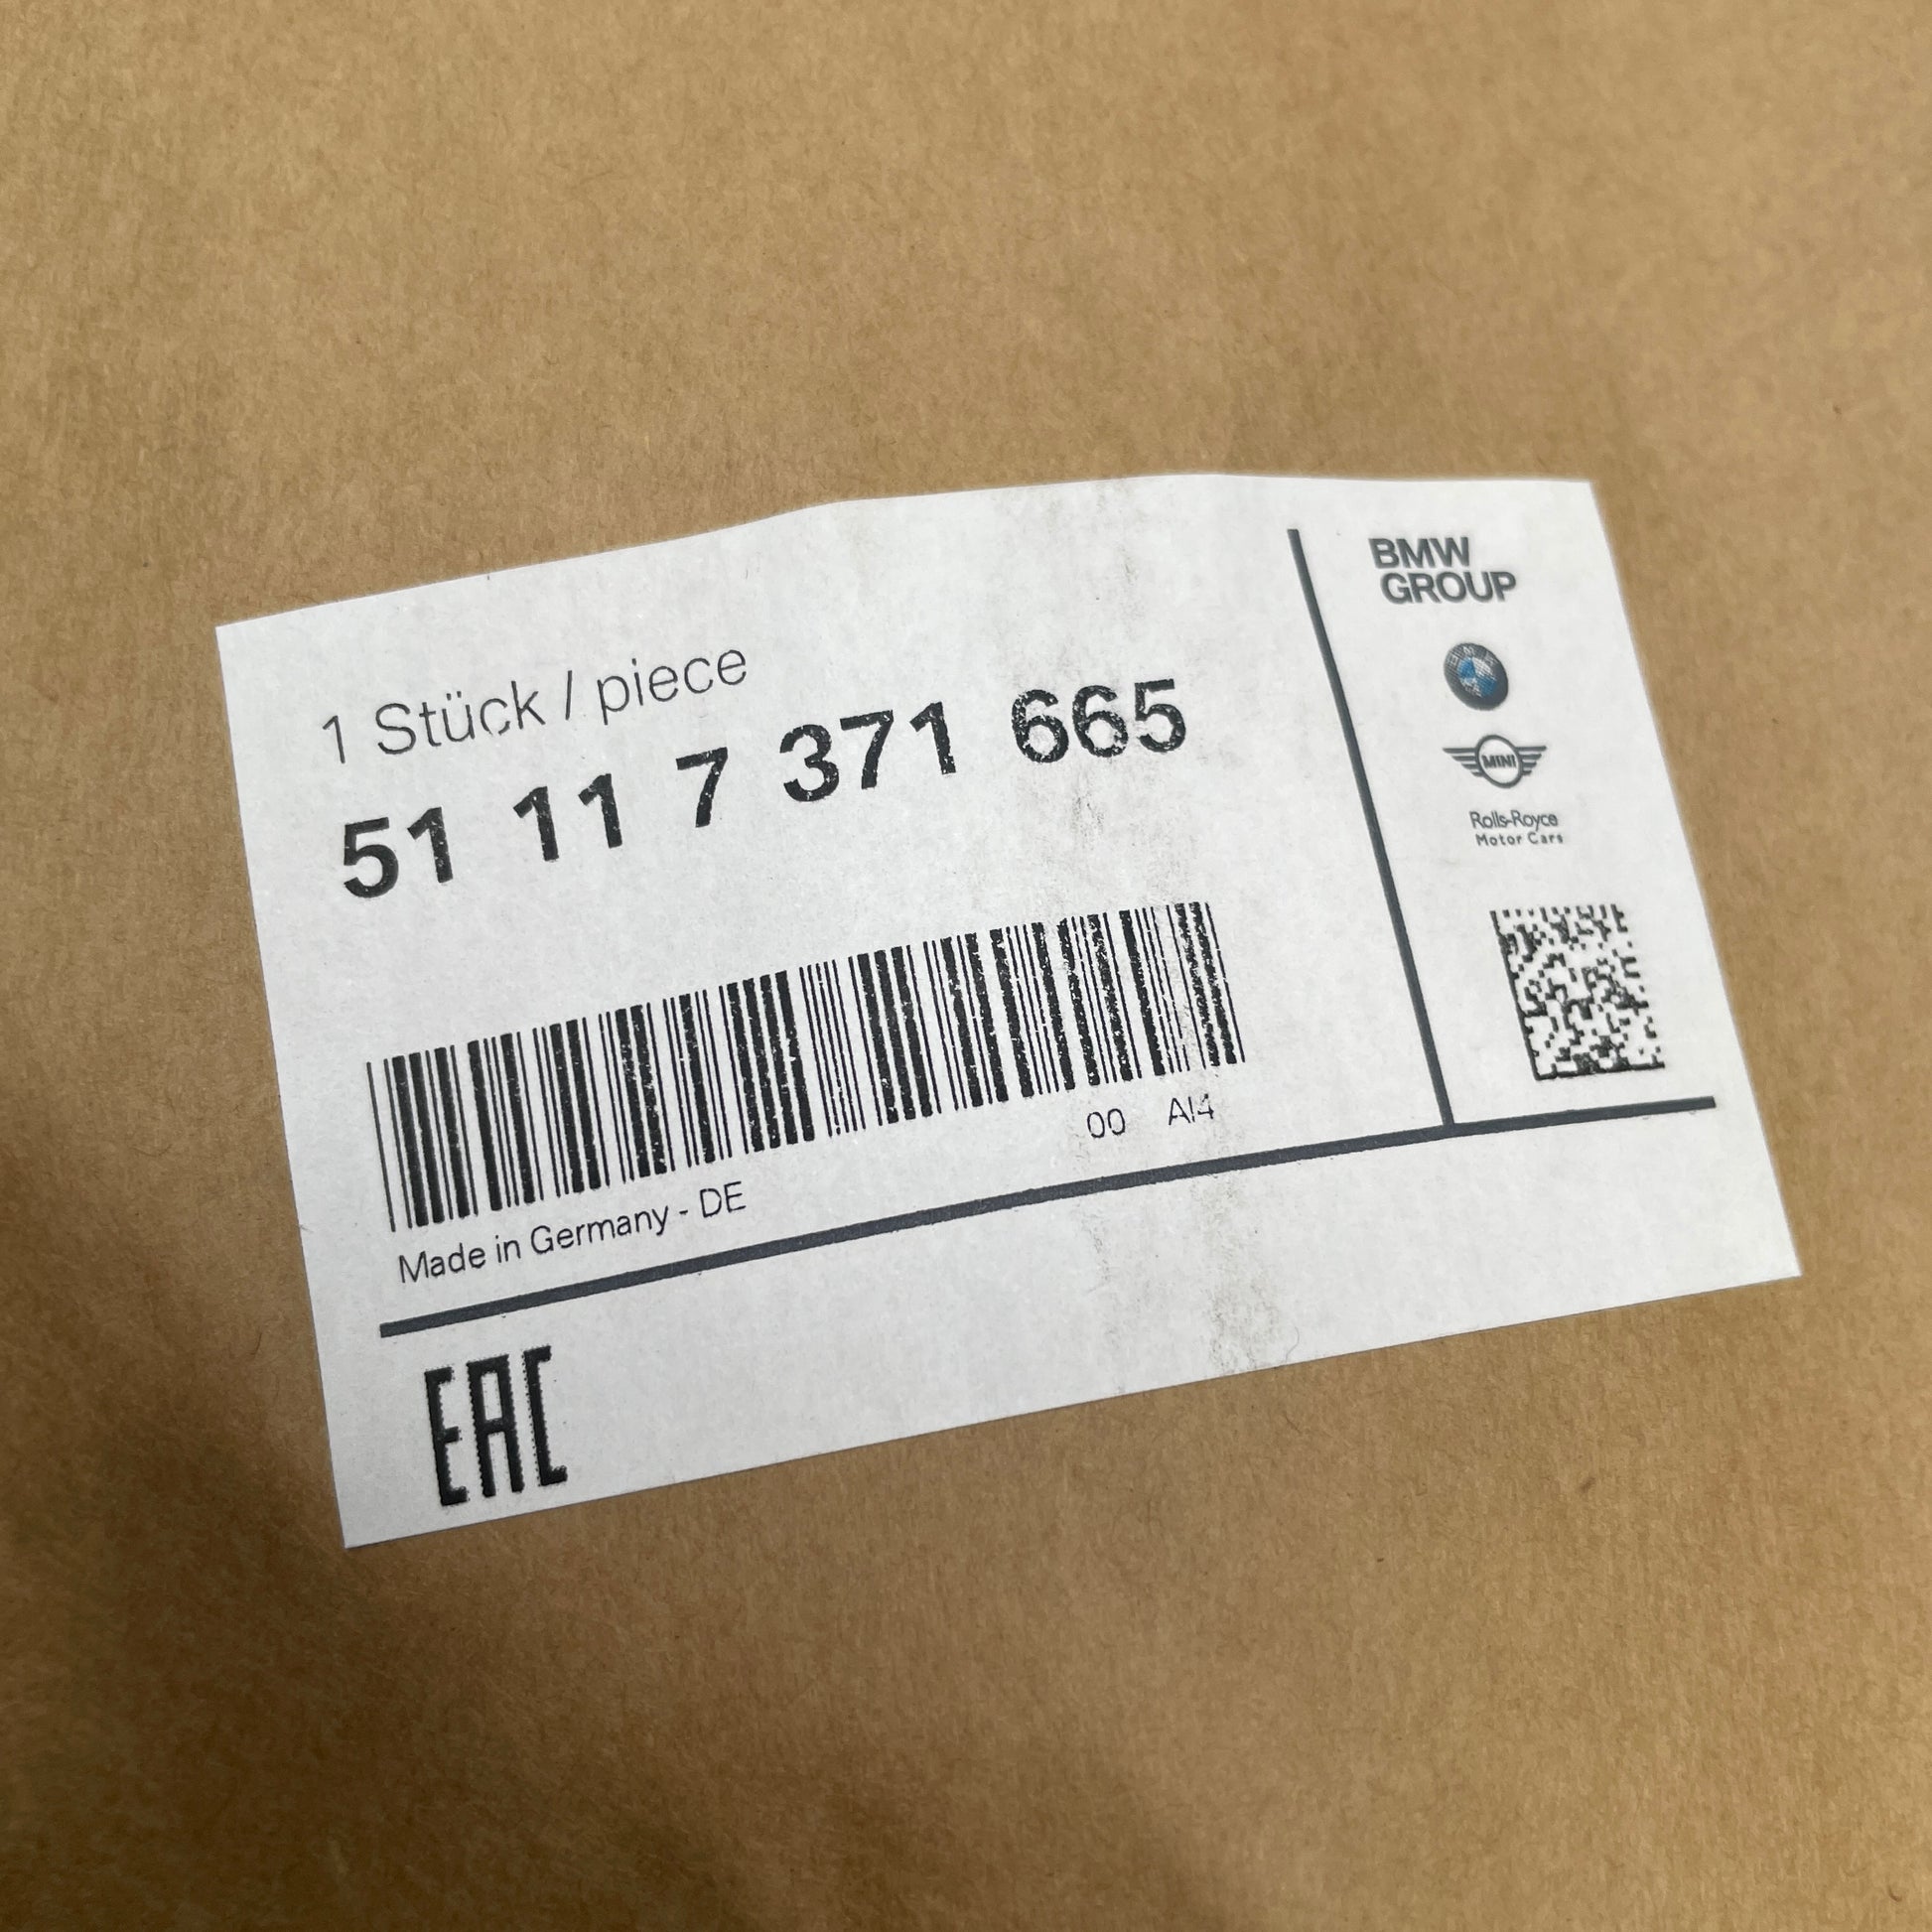 1 Stück / piece
51 11 7 371 665
00 AI4
Made in Germany - DE
BMW
GROUP
MINI
Rolls-Royce
Motor Cars
EAC